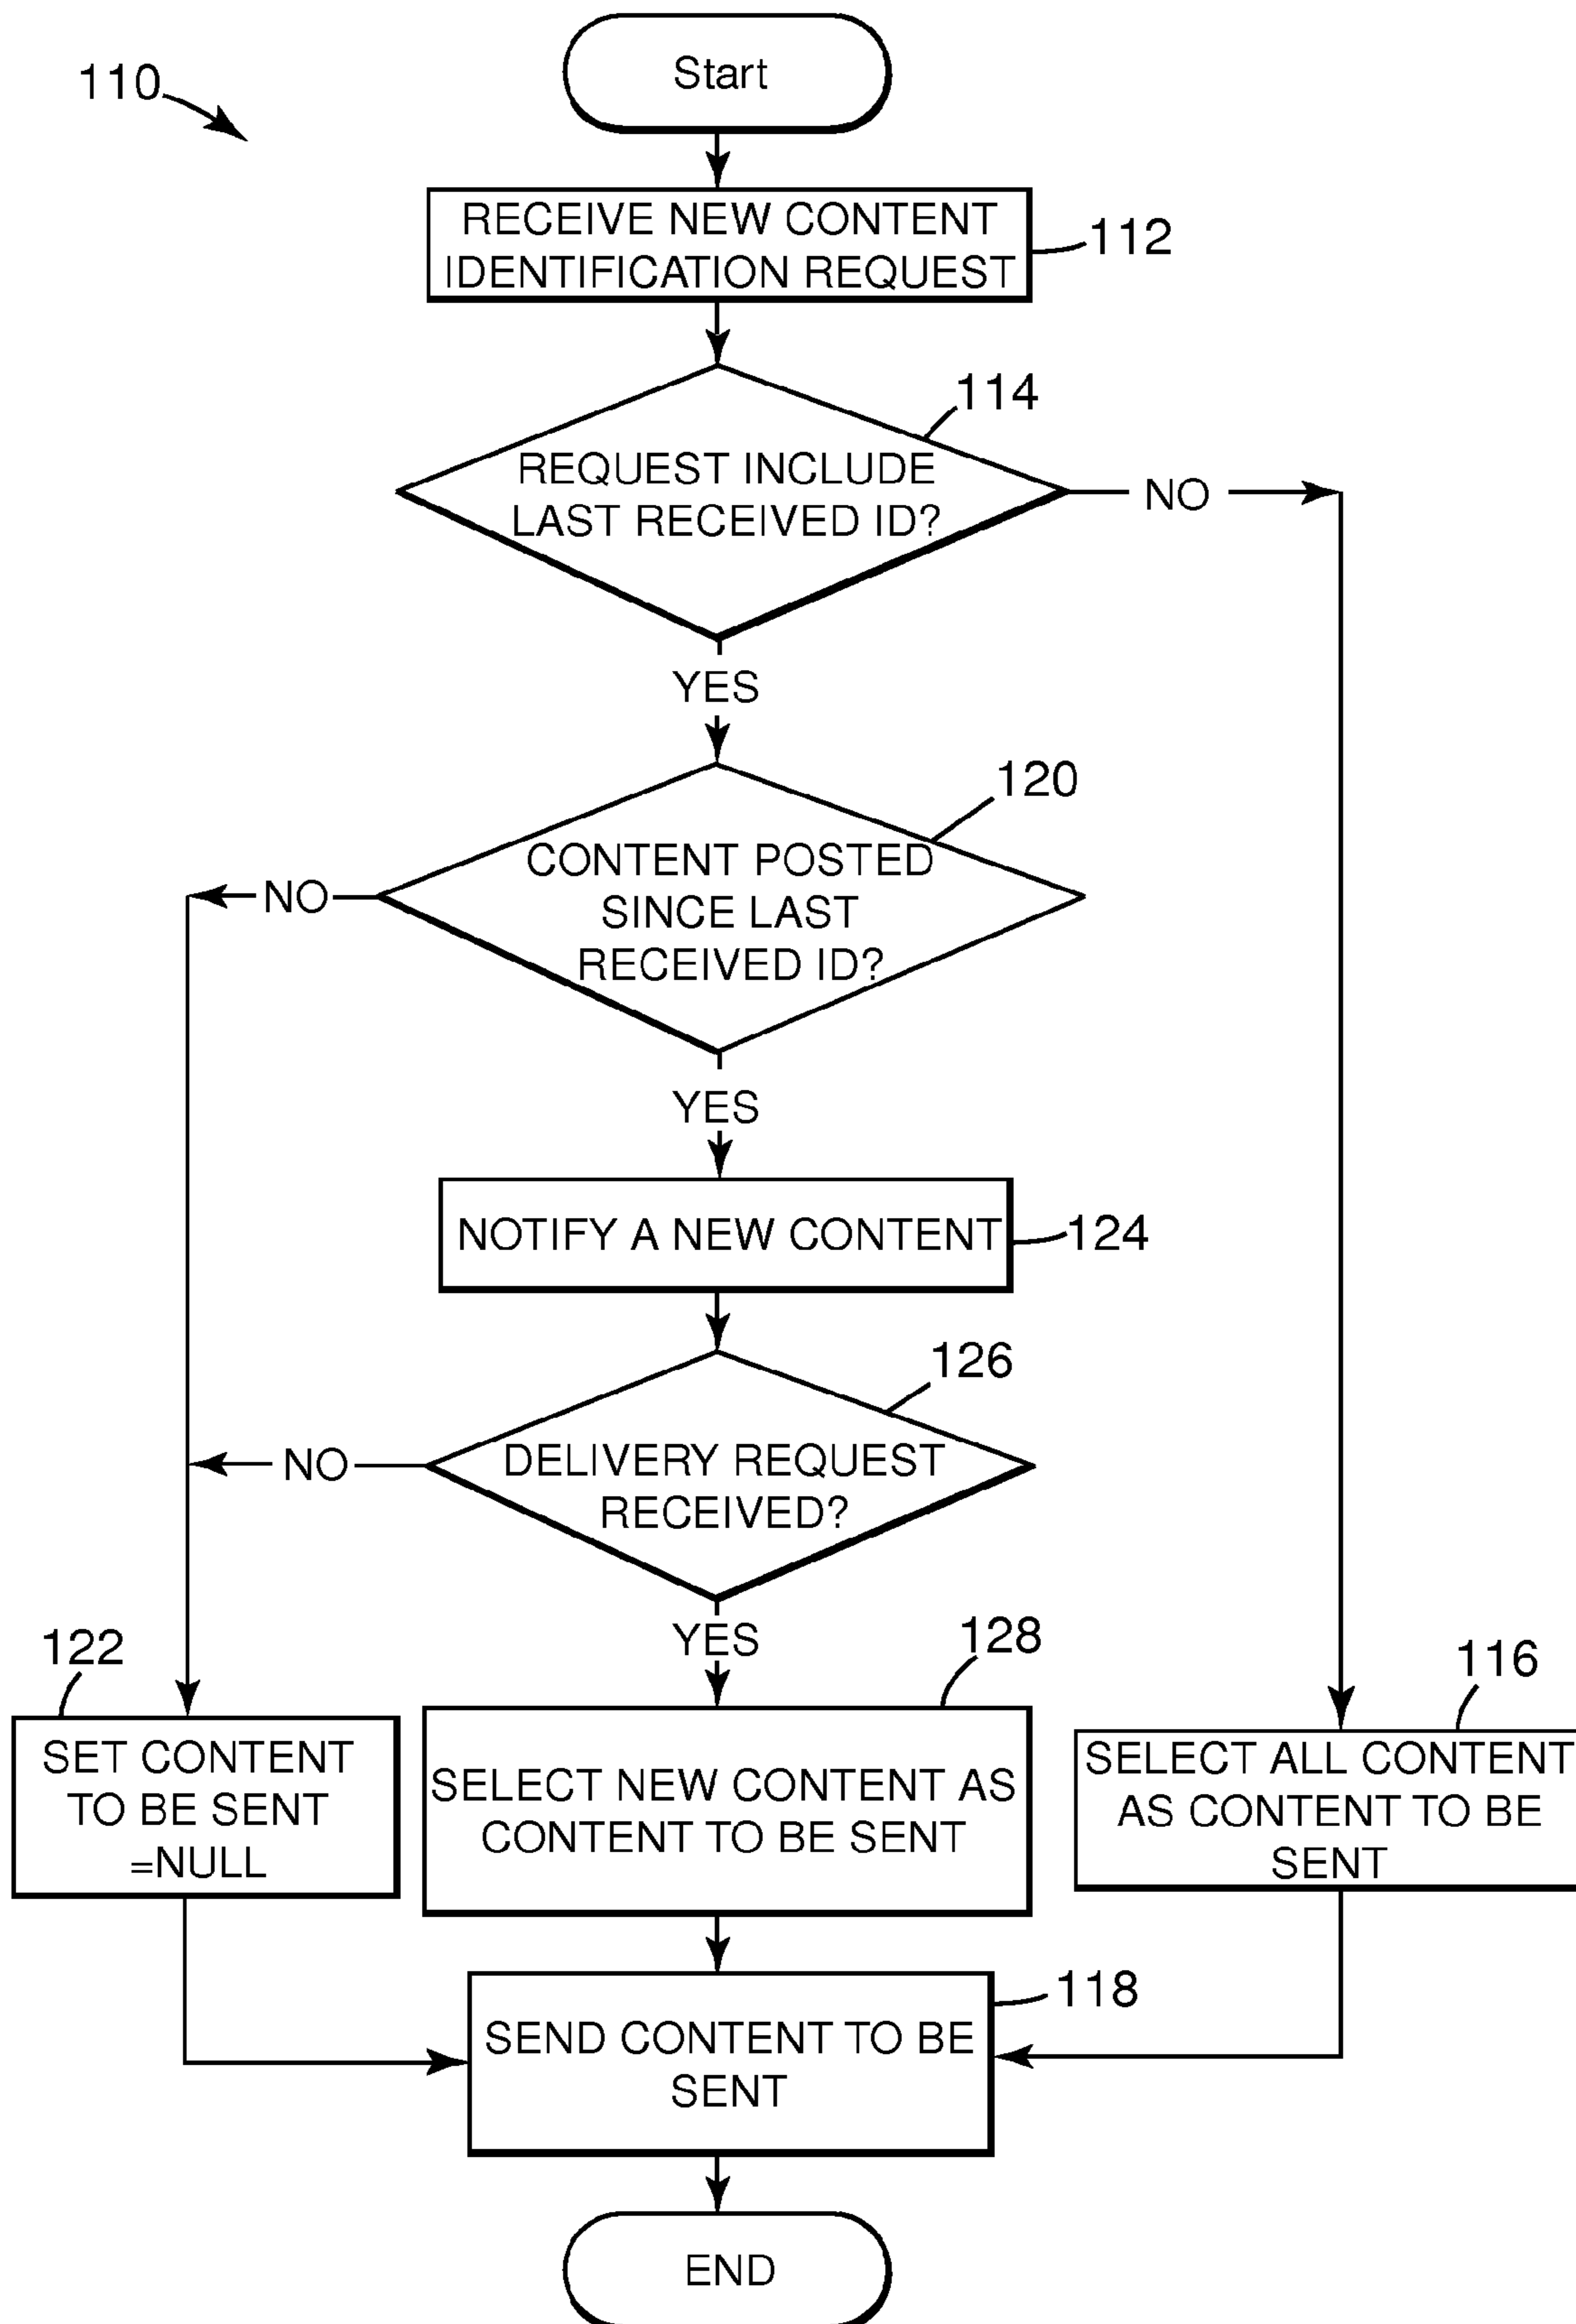 Start
110
RECEIVE NEW CONTENT
IDENTIFICATION REQUEST
112
114
REQUEST INCLUDE
LAST RECEIVED ID?
NO
YES
120
CONTENT POSTED
SINCE LAST
RECEIVED ID?
NO
YES
NOTIFY A NEW CONTENT
124
126
DELIVERY REQUEST
RECEIVED?
NO
YES
122
SET CONTENT
TO BE SENT
=NULL
128
SELECT NEW CONTENT AS
CONTENT TO BE SENT
116
SELECT ALL CONTENT
AS CONTENT TO BE
SENT
118
SEND CONTENT TO BE
SENT
END